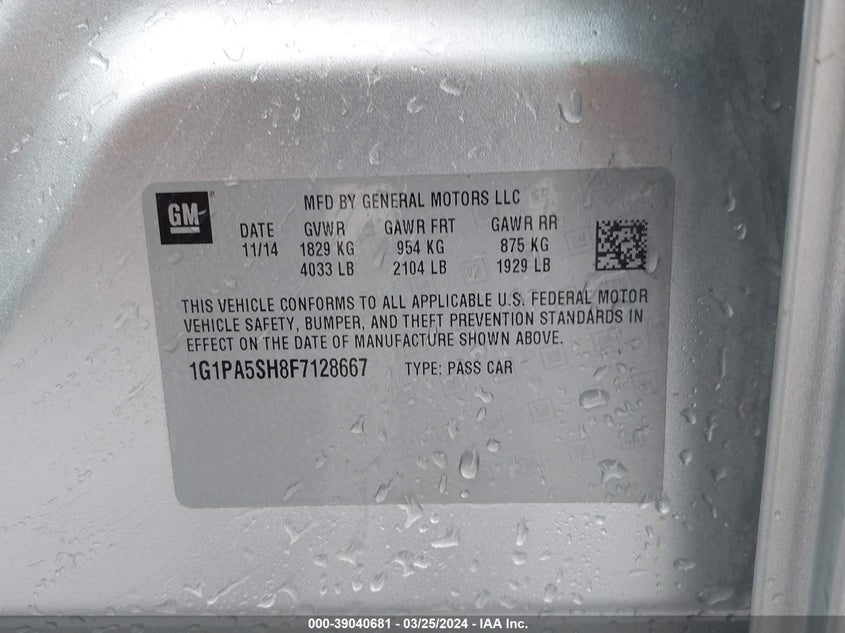 GM
MFD BY GENERAL MOTORS LLC
DATE GVWR GAWR FRT GAWR RR
11/14 1829 KG 954 KG 875 KG
4033 LB 2104 LB 1929 LB
THIS VEHICLE CONFORMS TO ALL APPLICABLE U.S. FEDERAL MOTOR
VEHICLE SAFETY, BUMPER, AND THEFT PREVENTION STANDARDS IN
EFFECT ON THE DATE OF MANUFACTURE SHOWN ABOVE.
1G1PA5SH8F7128667 TYPE: PASS CAR
000-39040681 - 03/25/2024 - IAA Inc.